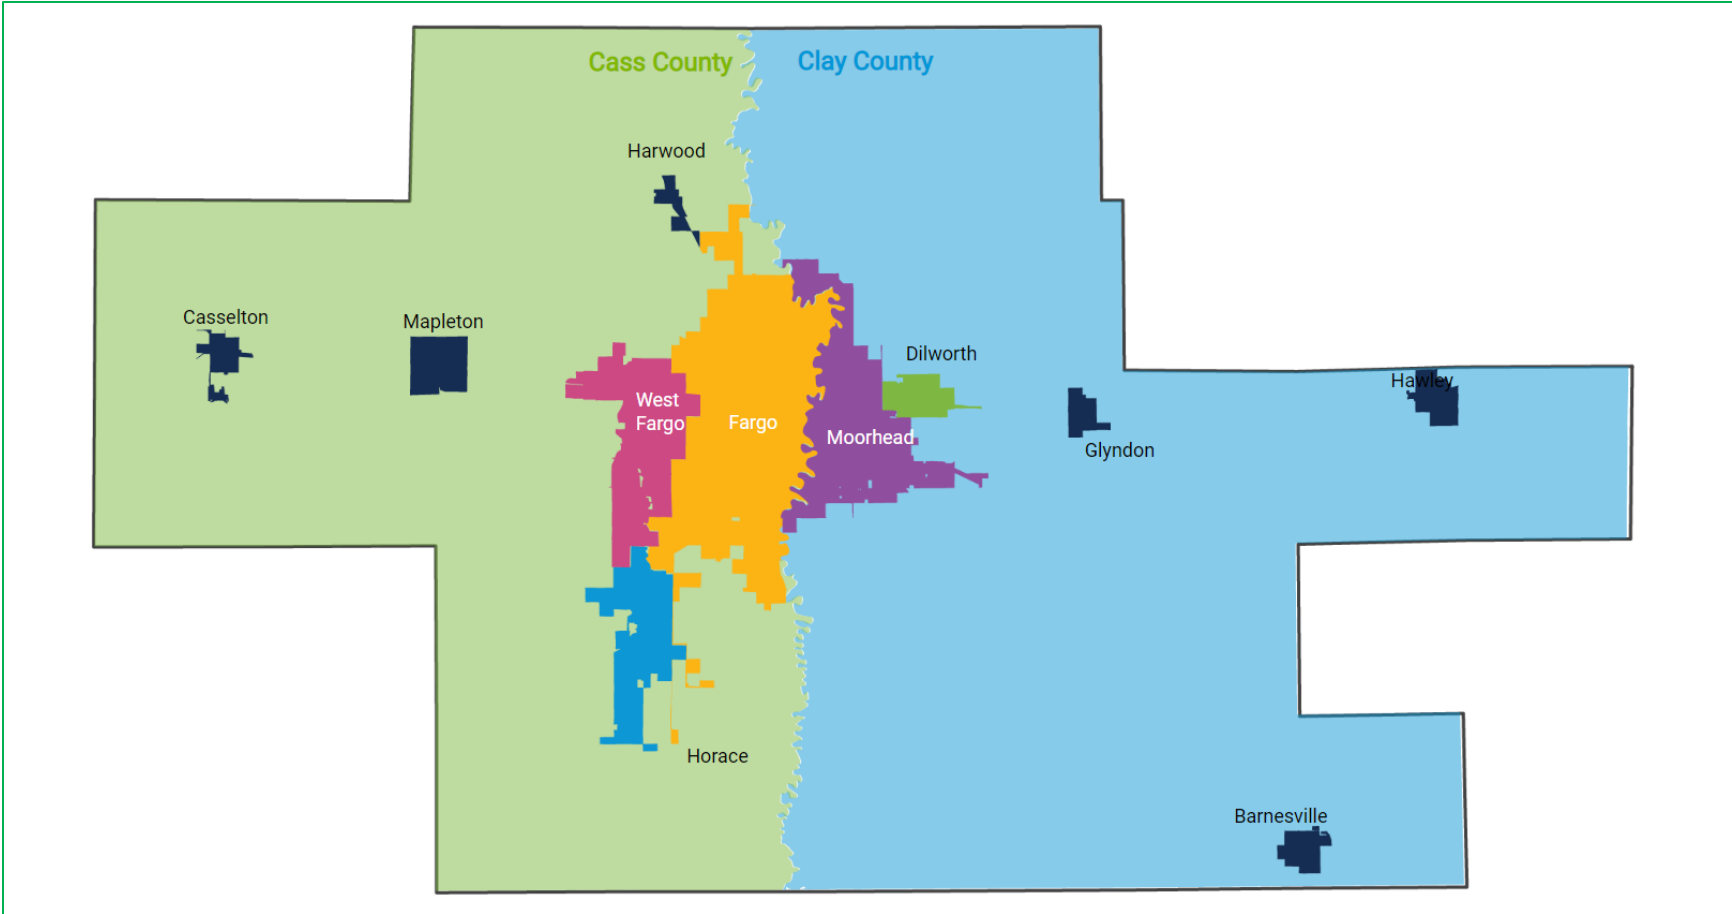 Cass County
Clay County
Harwood
Casselton
Mapleton
Dilworth
Hawley
West
Fargo
Fargo
Moorhead
Glyndon
Horace
Barnesville